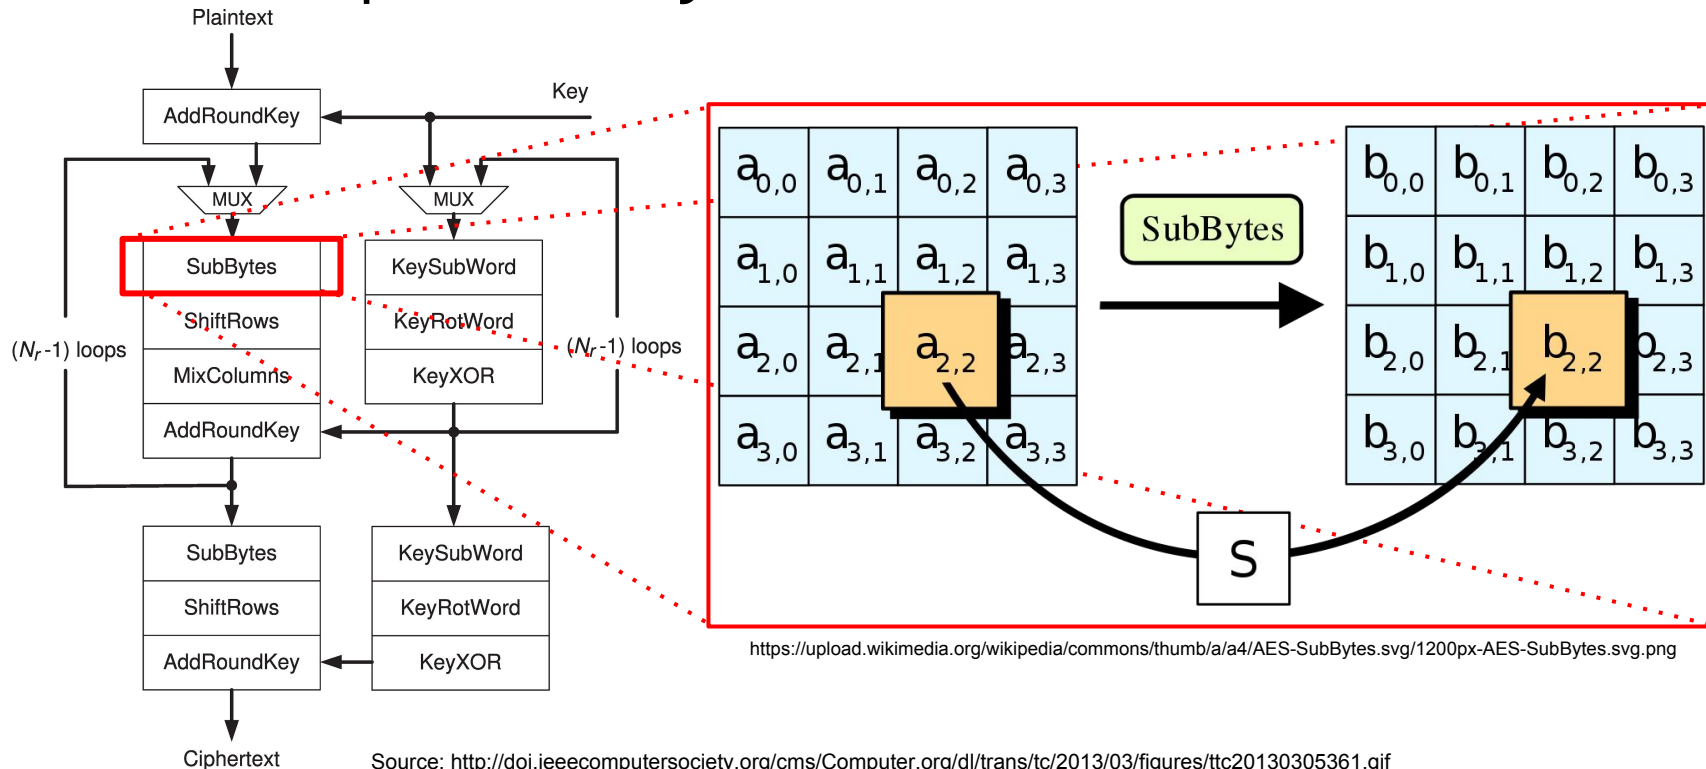 Plaintext
AddRoundKey
Key
MUX
MUX
SubBytes
KeySubWord
ShiftRows
KeyRotWord
(Nr -1) loops
(Nr -1) loops
MixColumns
KeyXOR
AddRoundKey
SubBytes
KeySubWord
ShiftRows
KeyRotWord
AddRoundKey
KeyXOR
Ciphertext
a0,0 a0,1 a0,2 a0,3
a1,0 a1,1 a1,2 a1,3
a2,0 a2,1 a2,2 a2,3
a3,0 a3,1 a3,2 a3,3
SubBytes
b0,0 b0,1 b0,2 b0,3
b1,0 b1,1 b1,2 b1,3
b2,0 b2,1 b2,2 b2,3
b3,0 b3,1 b3,2 b3,3
S
https://upload.wikimedia.org/wikipedia/commons/thumb/a/a4/AES-SubBytes.svg/1200px-AES-SubBytes.svg.png
Source: http://doi.ieeecomputersociety.org/cms/Computer.org/dl/trans/tc/2013/03/figures/ttc20130305361.gif